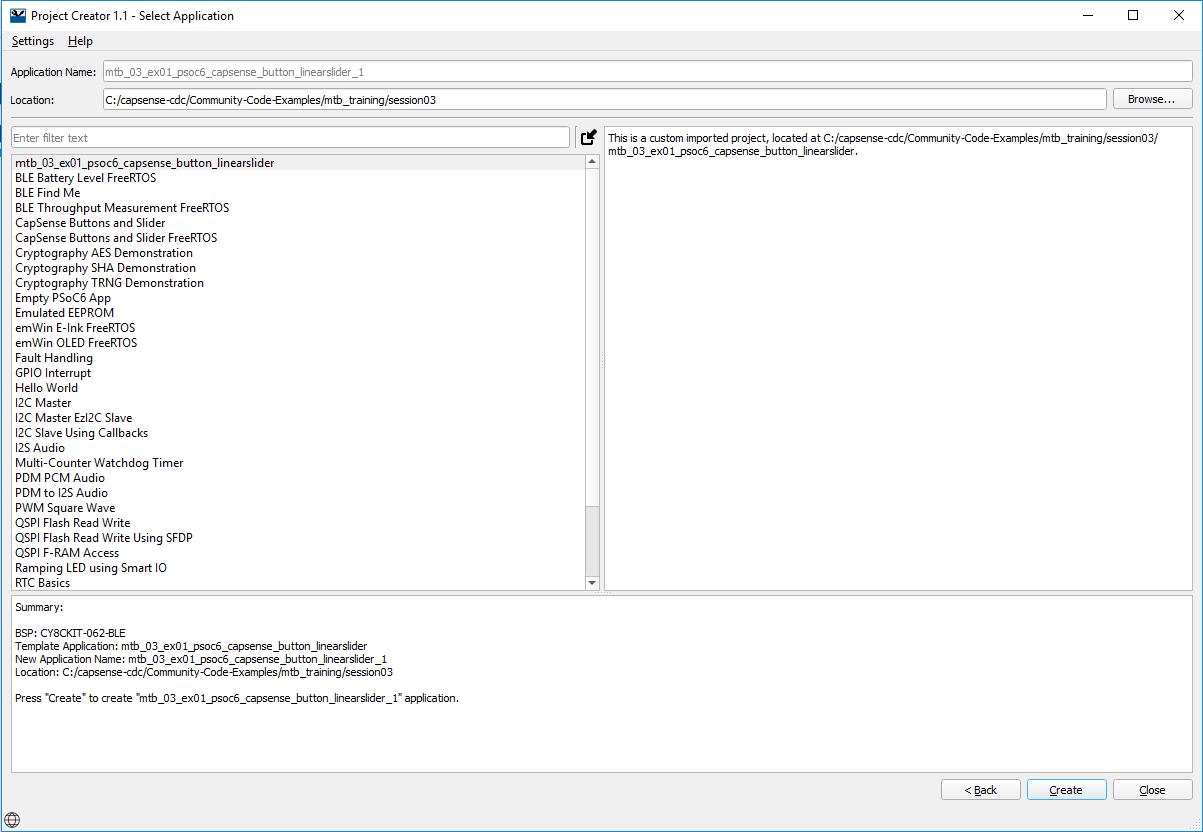 Project Creator 1.1 - Select Application
Settings Help
Application Name: mtb_03_ex01_psoc6_capsense_button_linearslider_1
Location: C:/capsense-cdc/Community-Code-Examples/mtb_training/session03 Browse...
Enter filter text
This is a custom imported project, located at C:/capsense-cdc/Community-Code-Examples/mtb_training/session03/
mtb_03_ex01_psoc6_capsense_button_linearslider.
mtb_03_ex01_psoc6_capsense_button_linearslider
BLE Battery Level FreeRTOS
BLE Find Me
BLE Throughput Measurement FreeRTOS
CapSense Buttons and Slider
CapSense Buttons and Slider FreeRTOS
Cryptography AES Demonstration
Cryptography SHA Demonstration
Cryptography TRNG Demonstration
Empty PSoC6 App
Emulated EEPROM
emWin E-Ink FreeRTOS
emWin OLED FreeRTOS
Fault Handling
GPIO Interrupt
Hello World
I2C Master
I2C Master EzI2C Slave
I2C Slave Using Callbacks
I2S Audio
Multi-Counter Watchdog Timer
PDM PCM Audio
PDM to I2S Audio
PWM Square Wave
QSPI Flash Read Write
QSPI Flash Read Write Using SFDP
QSPI F-RAM Access
Ramping LED using Smart IO
RTC Basics
Summary:
BSP: CY8CKIT-062-BLE
Template Application: mtb_03_ex01_psoc6_capsense_button_linearslider
New Application Name: mtb_03_ex01_psoc6_capsense_button_linearslider_1
Location: C:/capsense-cdc/Community-Code-Examples/mtb_training/session03
Press "Create" to create "mtb_03_ex01_psoc6_capsense_button_linearslider_1" application.
< Back Create Close